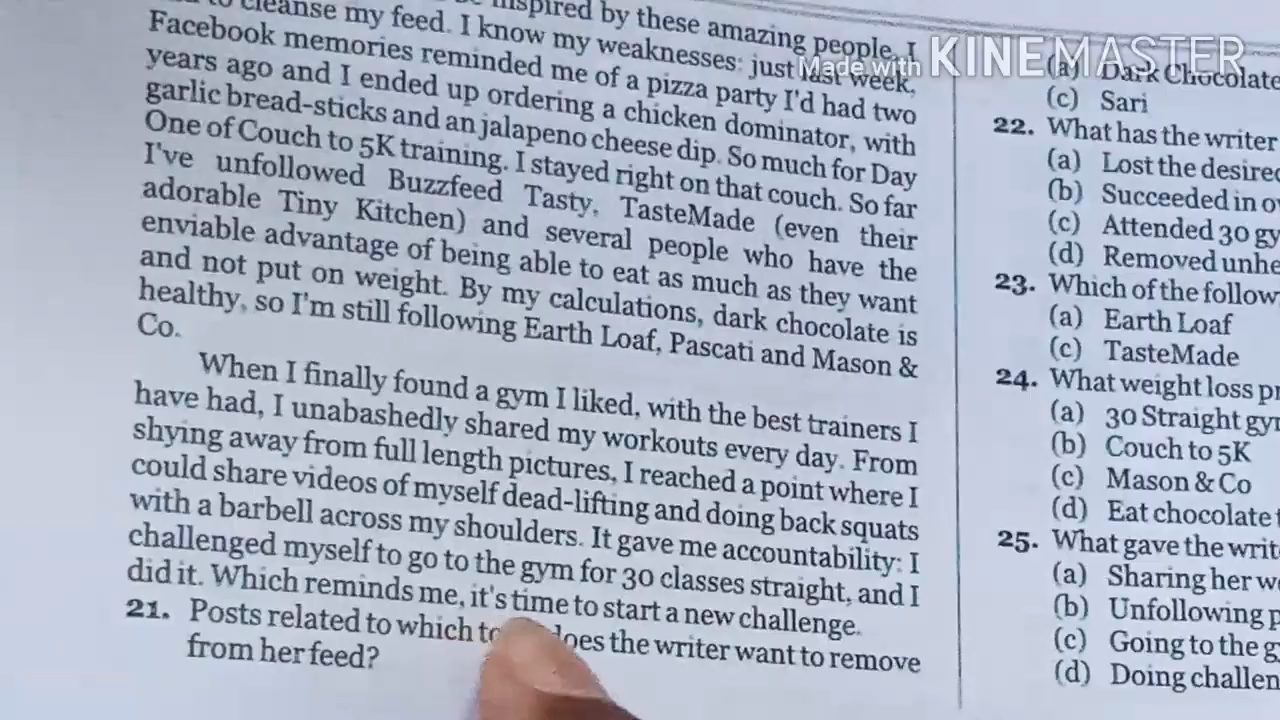 inspired by these amazing people, I
to cleanse my feed. I know my weaknesses: just last week,
Facebook memories reminded me of a pizza party I'd had two
years ago and I ended up ordering a chicken dominator, with
garlic bread-sticks and an jalapeno cheese dip. So much for Day
One of Couch to 5K training. I stayed right on that couch. So far
I've unfollowed Buzzfeed Tasty, TasteMade (even their
adorable Tiny Kitchen) and several people who have the
enviable advantage of being able to eat as much as they want
and not put on weight. By my calculations, dark chocolate is
healthy, so I'm still following Earth Loaf, Pascati and Mason &
Co.
When I finally found a gym I liked, with the best trainers I
have had, I unabashedly shared my workouts every day. From
shying away from full length pictures, I reached a point where I
could share videos of myself dead-lifting and doing back squats
with a barbell across my shoulders. It gave me accountability: I
challenged myself to go to the gym for 30 classes straight, and I
did it. Which reminds me, it's time to start a new challenge.
21. Posts related to which does the writer want to remove
from her feed?
Made with KINEMASTER
(a) Dark Chocolate
(c) Sari
22. What has the writer
(a) Lost the desired
(b) Succeeded in
(c) Attended 30
(d) Removed
23. Which of the
(a) Earth Loaf
(c) TasteMade
24. What weight loss
(a) 30 Straight
(b) Couch to 5K
(c) Mason & Co
(d) Eat chocolate
25. What gave the
(a) Sharing her
(b) Unfollowing
(c) Going to the
(d) Doing